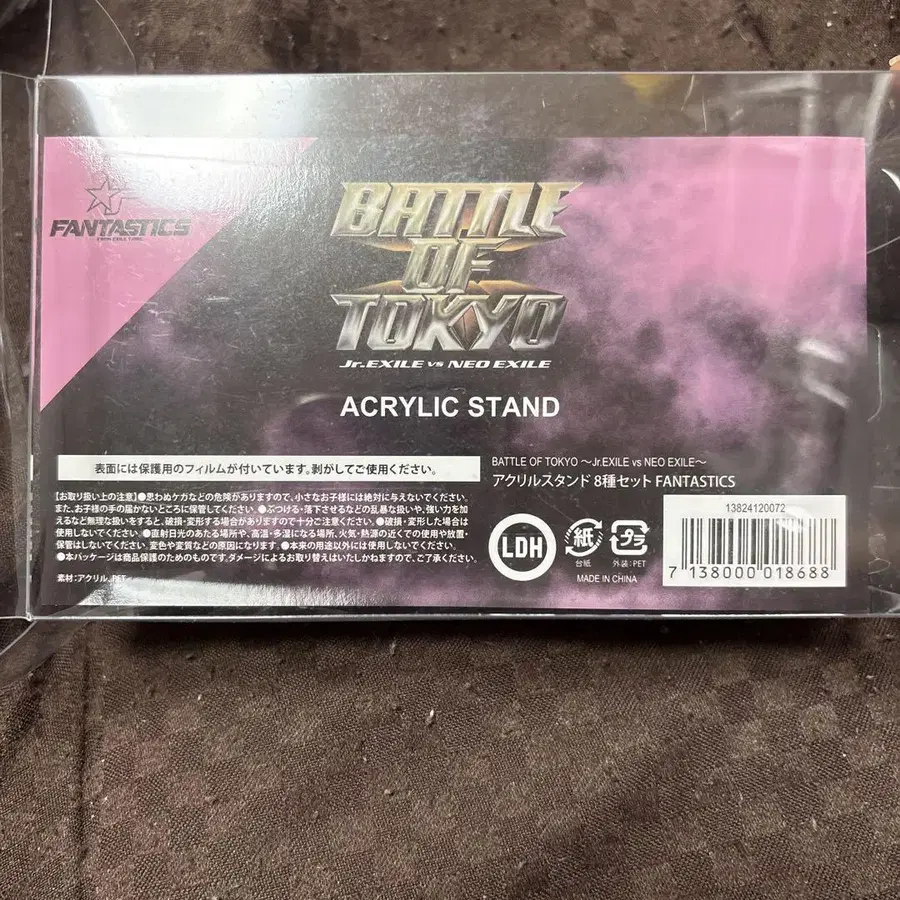 FANTASTICS
FROM EXILE TRIBE
BATTLE
OF
TOKYO
Jr.EXILE vs NEO EXILE
ACRYLIC STAND
表面には保護用のフィルムが付いています。剥がしてご使用ください。
【お取り扱い上の注意】●思わぬケガなどの危険がありますので、小さなお子様には絶対に与えないでください。
また、お子様の手の届かないところに保管してください。●ぶつける・落下させるなどの乱暴な扱いや、強い力を加
えるなど無理な扱いをすると、破損・変形する場合がありますので十分ご注意ください。●破損・変形した場合は
使用しないでください。●直射日光のあたる場所や、高温・多湿になる場所、火気・熱源の近くでの使用や放置・
保管はしないでください。変色や変質などの原因になります。●本来の用途以外には使用しないでください。
●本パッケージは商品保護のためのものです。ダメージによるお取り替えはいたしかねますので、ご了承ください。
素材:アクリル、PET
BATTLE OF TOKYO 〜Jr.EXILE vs NEO EXILE〜
アクリルスタンド 8種セット FANTASTICS
LDH
紙
台紙
プラ
外装:PET
MADE IN CHINA
13824120072
7 138000 018688